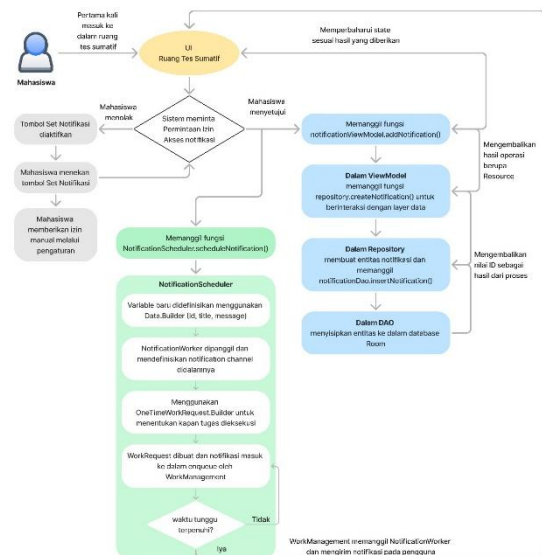 Pertama kali
masuk ke
dalam ruang
tes sumatif
Mahasiswa
UI
Ruang Tes Sumatif
Memperbaharui state
sesuai hasil yang diberikan
Mahasiswa
menolak
Sistem meminta
Permintaan Izin
Akses notifikasi
Mahasiswa
menyetujui
Tombol Set Notifikasi
diaktifkan
Mahasiswa menekan
tombol Set Notifikasi
Mahasiswa
memberikan izin
manual melalui
pengaturan
Memanggil fungsi
notificationViewModel.addNotification()
Mengembalikan
hasil operasi
berupa
Resource
Dalam ViewModel
memanggil fungsi
repository.createNotification() untuk
berinteraksi dengan layer data
Dalam Repository
membuat entitas notifikasi dan
memanggil
notificationDao.insertNotification()
Mengembalikan
nilai ID sebagai
hasil dari proses
Dalam DAO
menyisipkan entitas ke dalam database
Room
Memanggil fungsi
NotificationScheduler.scheduleNotification()
NotificationScheduler
Variable baru didefinisikan menggunakan
Data.Builder (id, title, message)
NotificationWorker dipanggil dan
mendefinisikan notification channel
didalamnya
Menggunakan
OneTimeWorkRequest.Builder untuk
menentukan kapan tugas dieksekusi
WorkRequest dibuat dan notifikasi masuk
ke dalam enqueue oleh
WorkManagement
waktu tunggu
terpenuhi?
Tidak
Iya
WorkManagement memanggil NotificationWorker
dan mengirim notifikasi pada pengguna